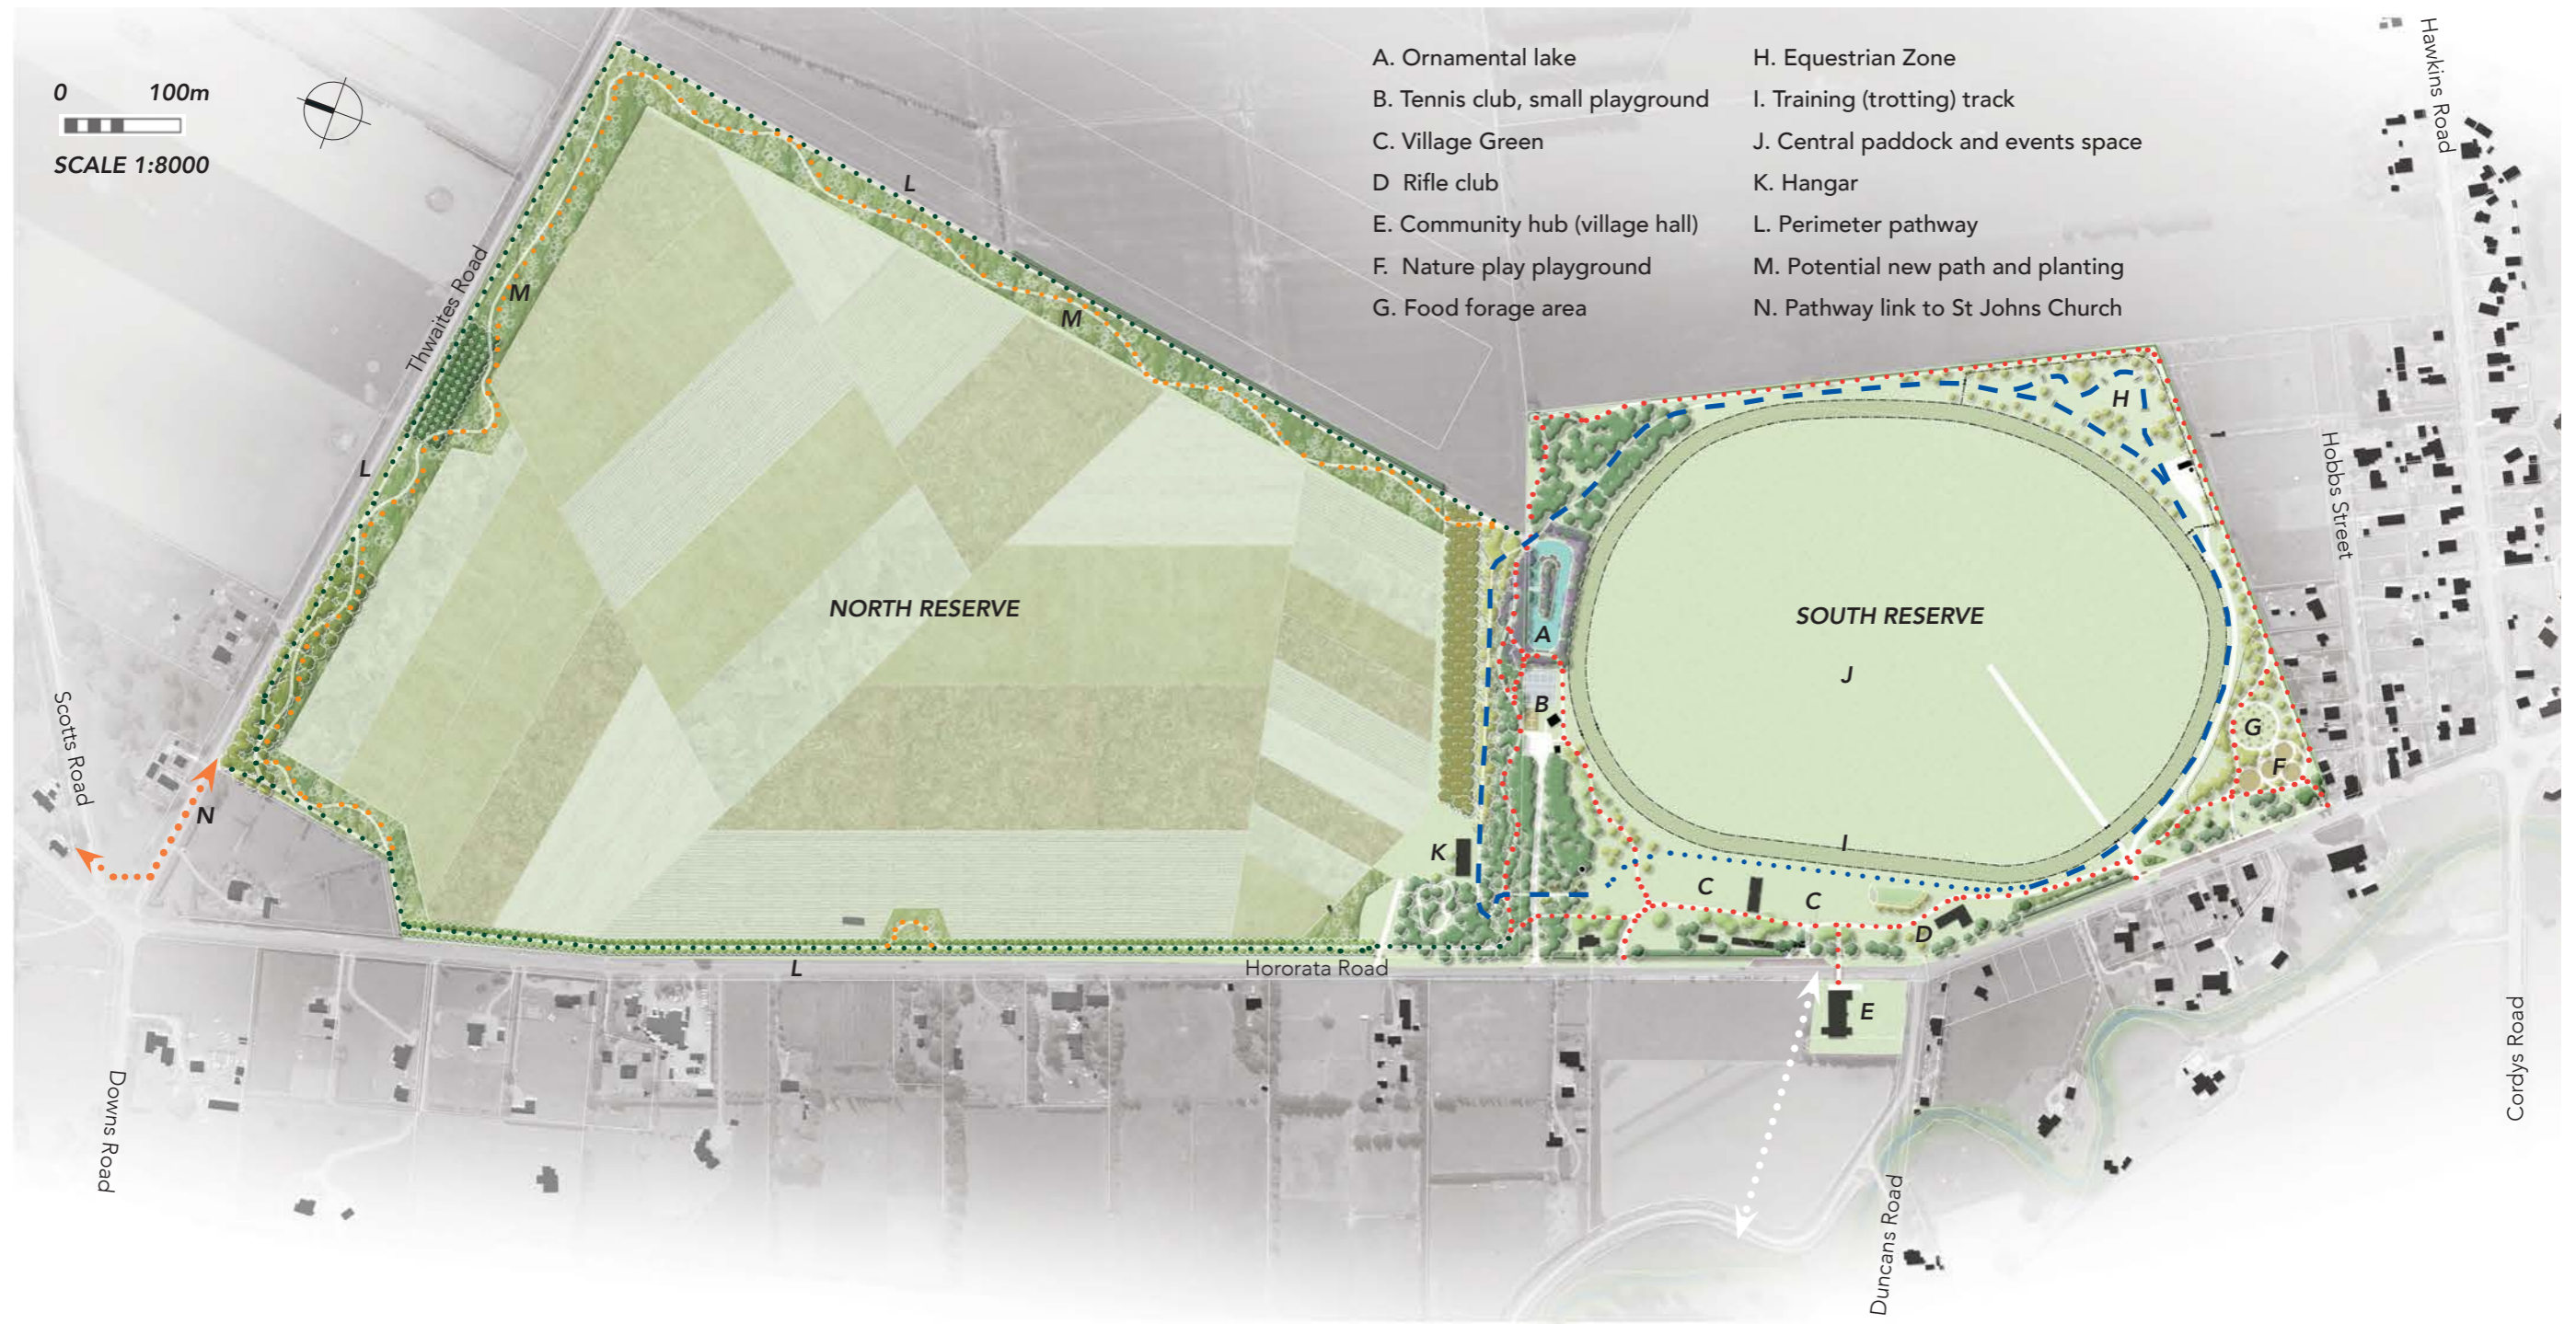 0 100m
SCALE 1:8000
A. Ornamental lake
B. Tennis club, small playground
C. Village Green
D Rifle club
E. Community hub (village hall)
F. Nature play playground
G. Food forage area
H. Equestrian Zone
I. Training (trotting) track
J. Central paddock and events space
K. Hangar
L. Perimeter pathway
M. Potential new path and planting
N. Pathway link to St Johns Church
Hawkins Road
L
Thwaites Road
M
M
H
Hobbs Street
L
NORTH RESERVE
SOUTH RESERVE
A
J
B
G
F
Scotts Road
N
K
I
C
C
D
L
Hororata Road
E
Downs Road
Duncans Road
Cordys Road